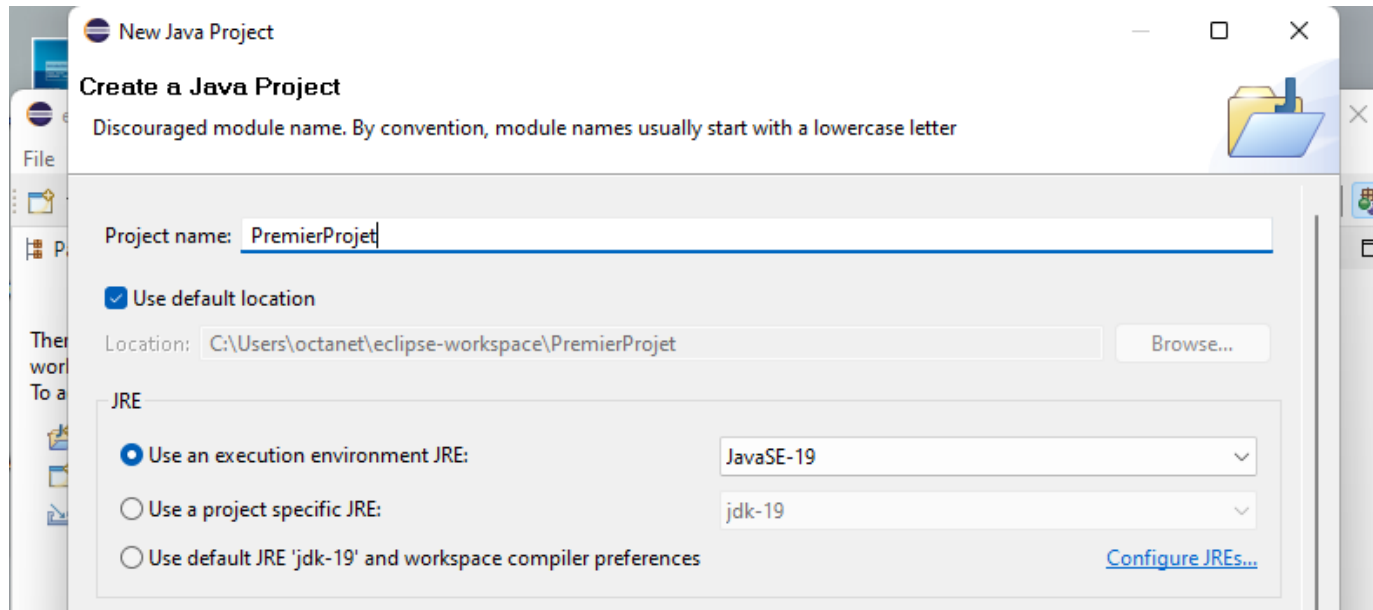 New Java Project
Create a Java Project
Discouraged module name. By convention, module names usually start with a lowercase letter
File
Project name: PremierProjet
Use default location
Location: C:\Users\octanet\eclipse-workspace\PremierProjet Browse...
To a
JRE
Use an execution environment JRE: JavaSE-19
Use a project specific JRE: jdk-19
Use default JRE 'jdk-19' and workspace compiler preferences Configure JREs...